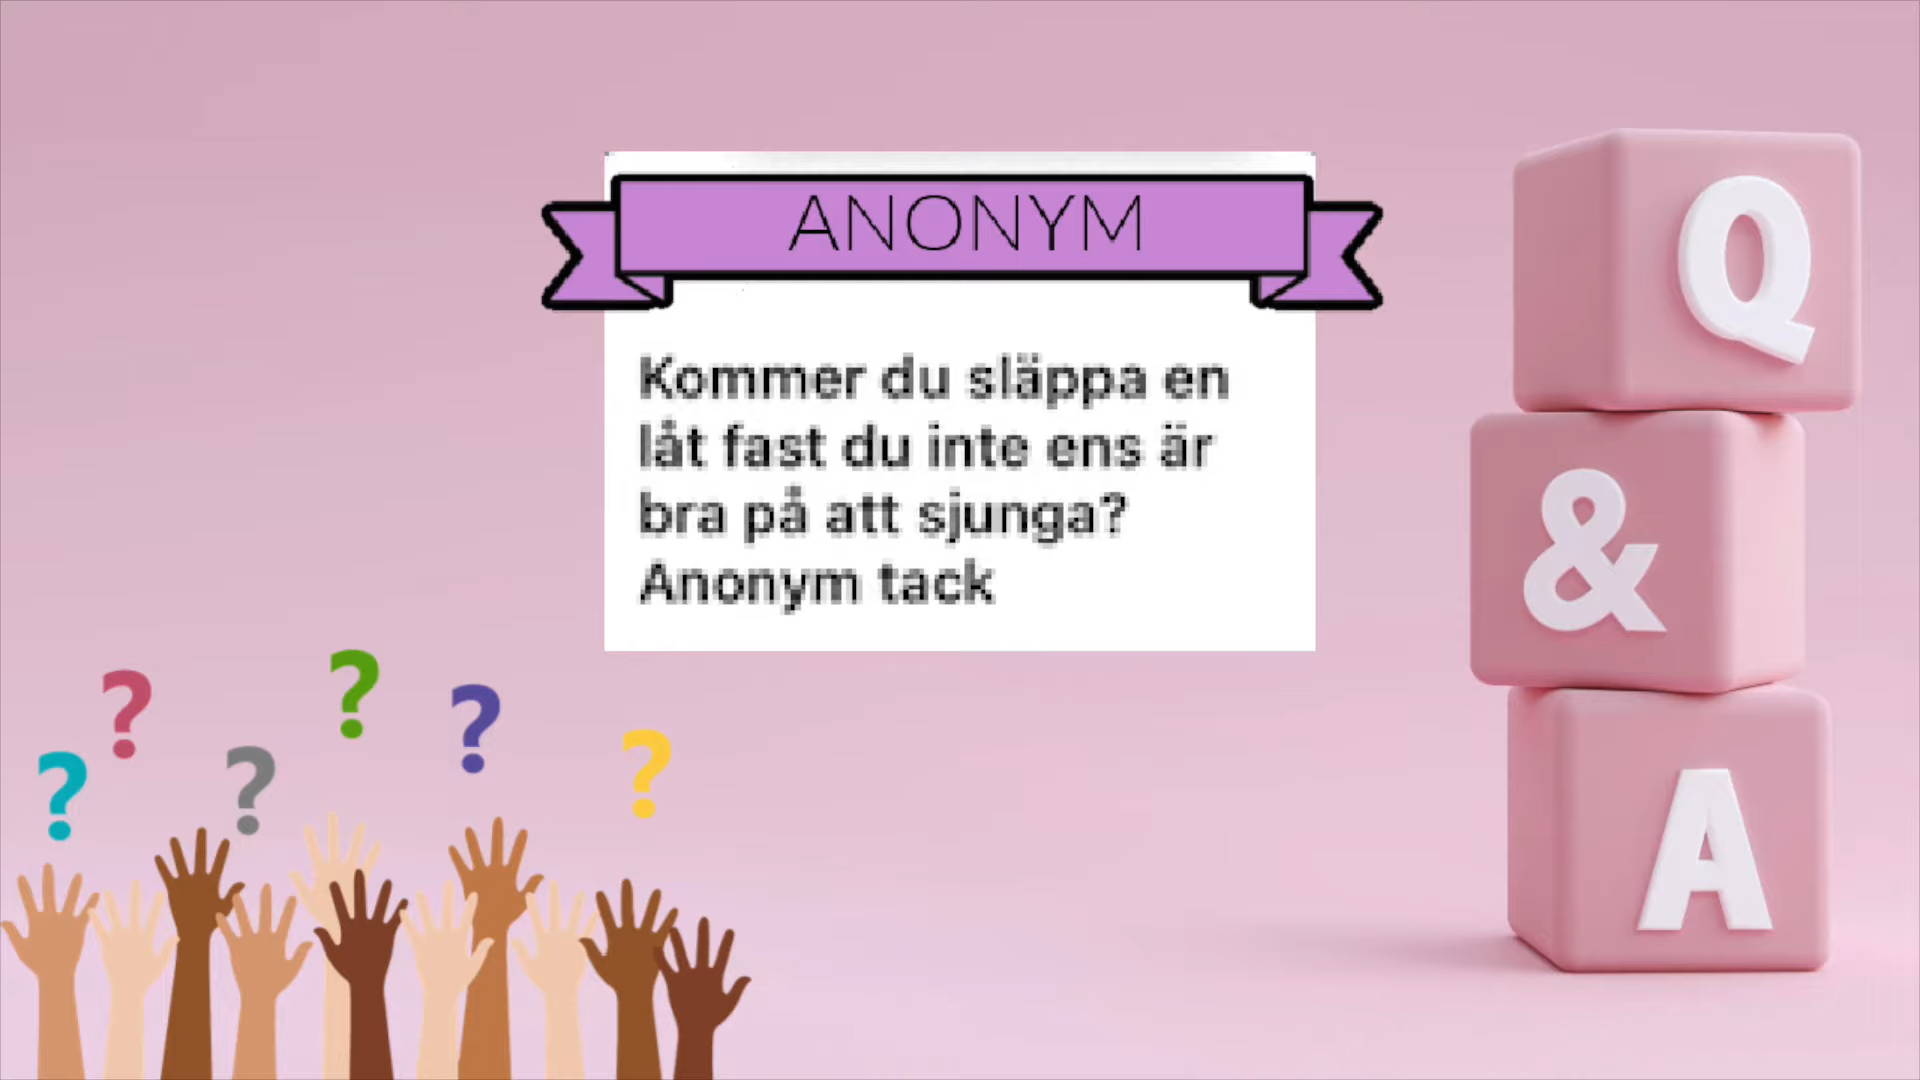 ANONYM
Kommer du släppa en
låt fast du inte ens är
bra på att sjunga?
Anonym tack
Q
&
A
? ? ? ? ? ?